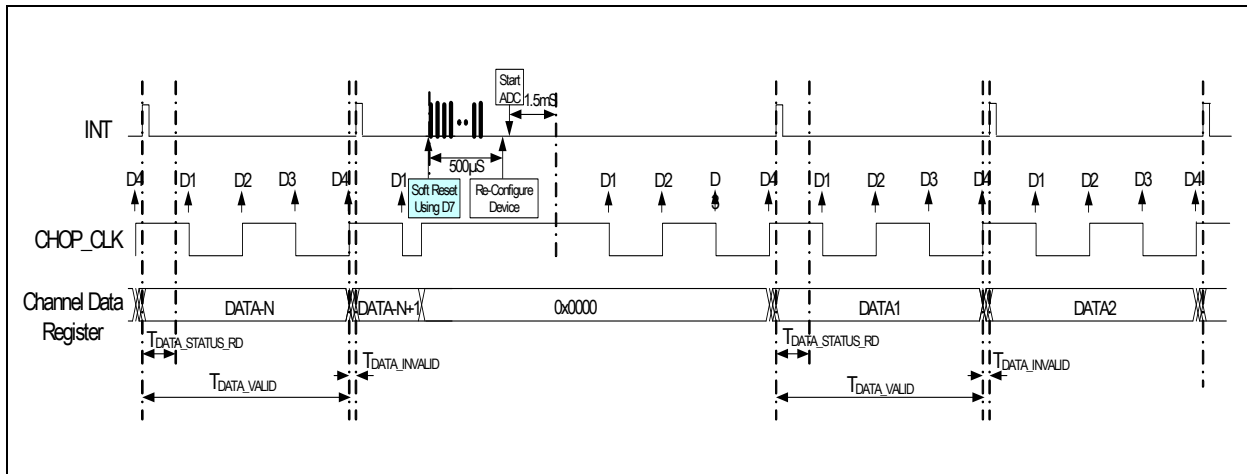 Start
ADC
1.5mS
INT
500µS
D4 D1 D2 D3 D4 D1 D1 D2 D3 D4 D1 D2 D3 D4 D1 D2 D3 D4
Soft Reset
Using D7
Re-Configure
Device
CHOP_CLK
Channel Data
Register
DATA-N DATA-N+1 0x0000 DATA1 DATA2
TDATA_STATUS_RD TDATA_STATUS_RD
TDATA_INVALID TDATA_INVALID
TDATA_VALID TDATA_VALID